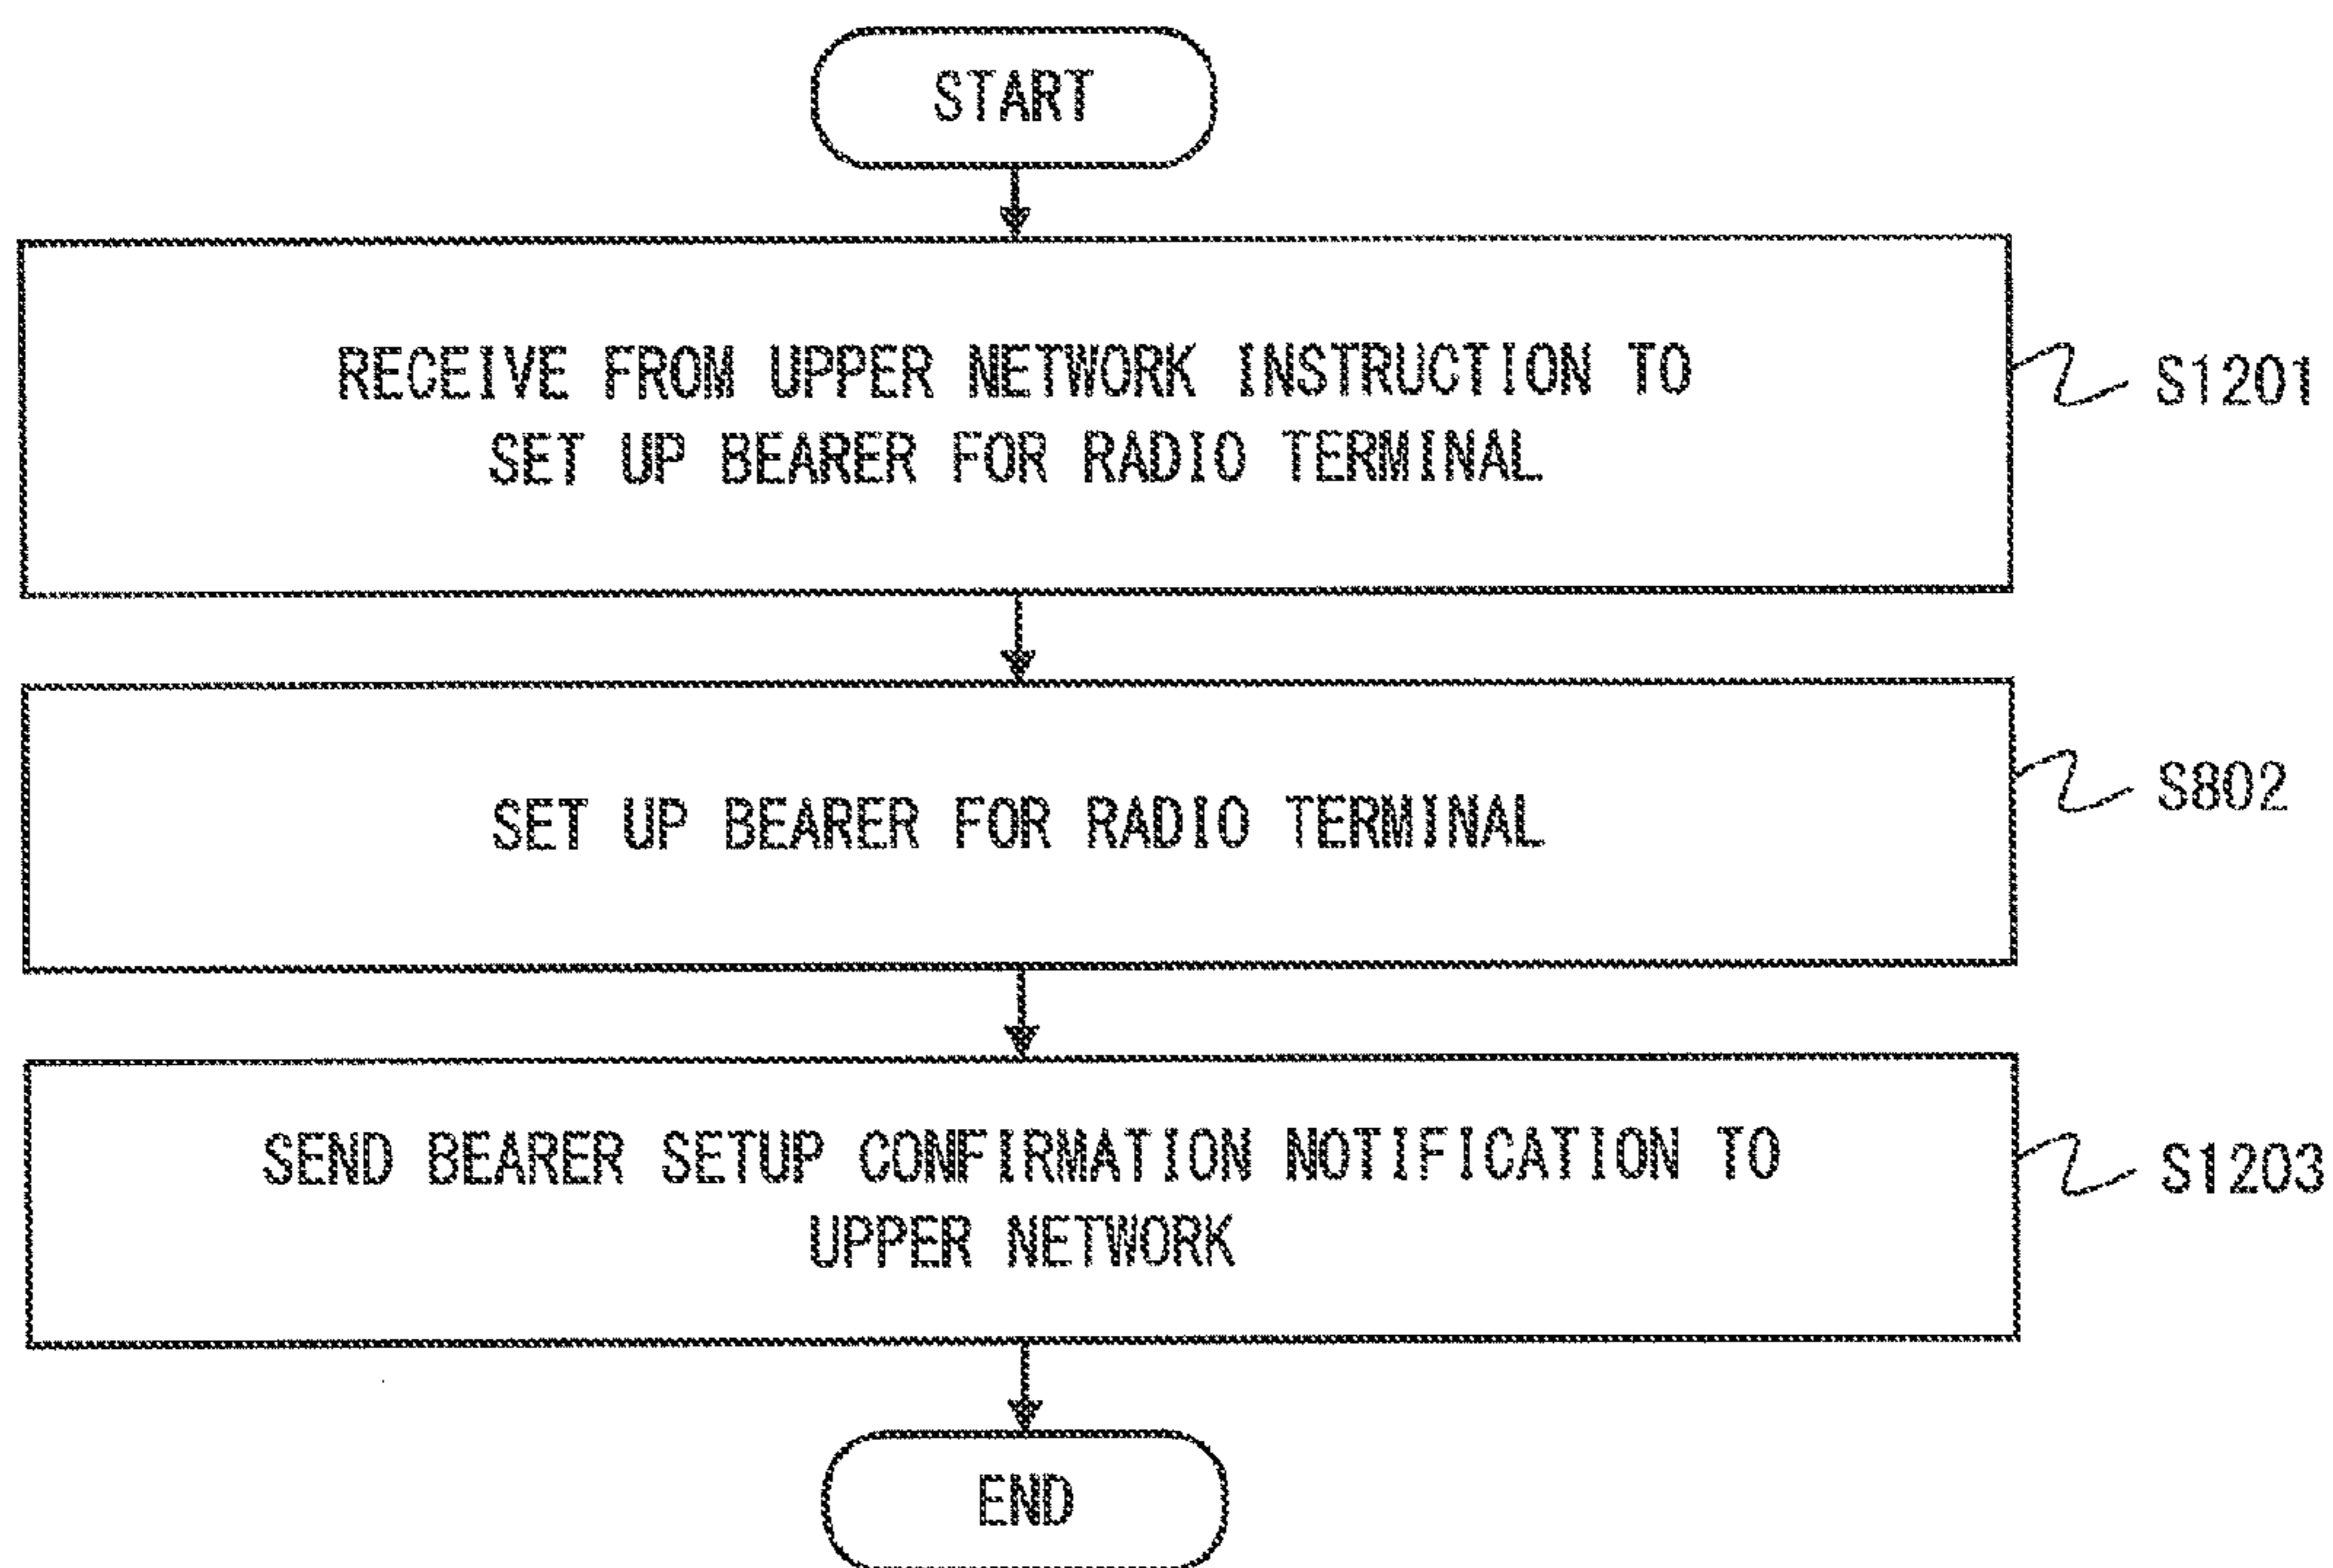 START
RECEIVE FROM UPPER NETWORK INSTRUCTION TO
SET UP BEARER FOR RADIO TERMINAL
S1201
SET UP BEARER FOR RADIO TERMINAL
S802
SEND BEARER SETUP CONFIRMATION NOTIFICATION TO
UPPER NETWORK
S1203
END